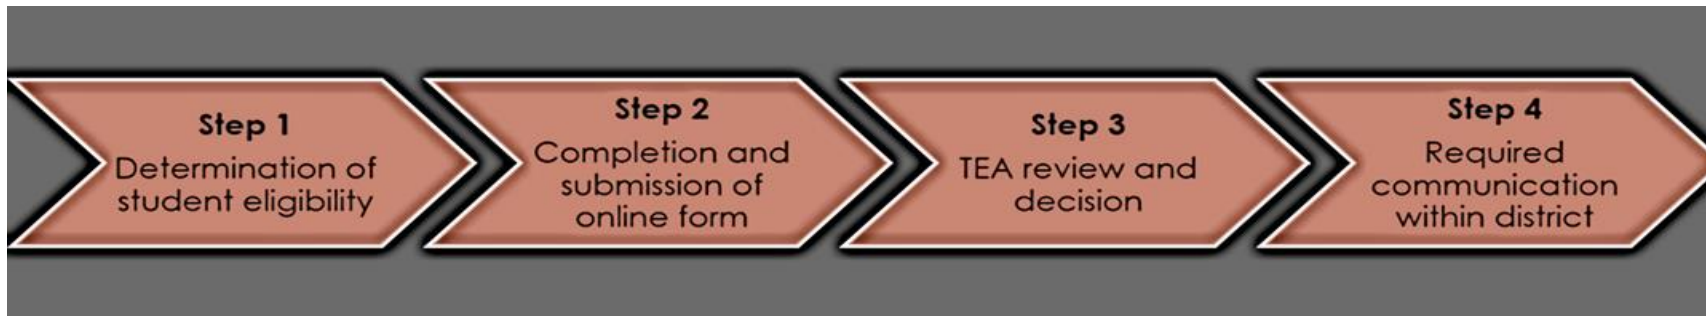 Step 1
Determination of
student eligibility
Step 2
Completion and
submission of
online form
Step 3
TEA review and
decision
Step 4
Required
communication
within district